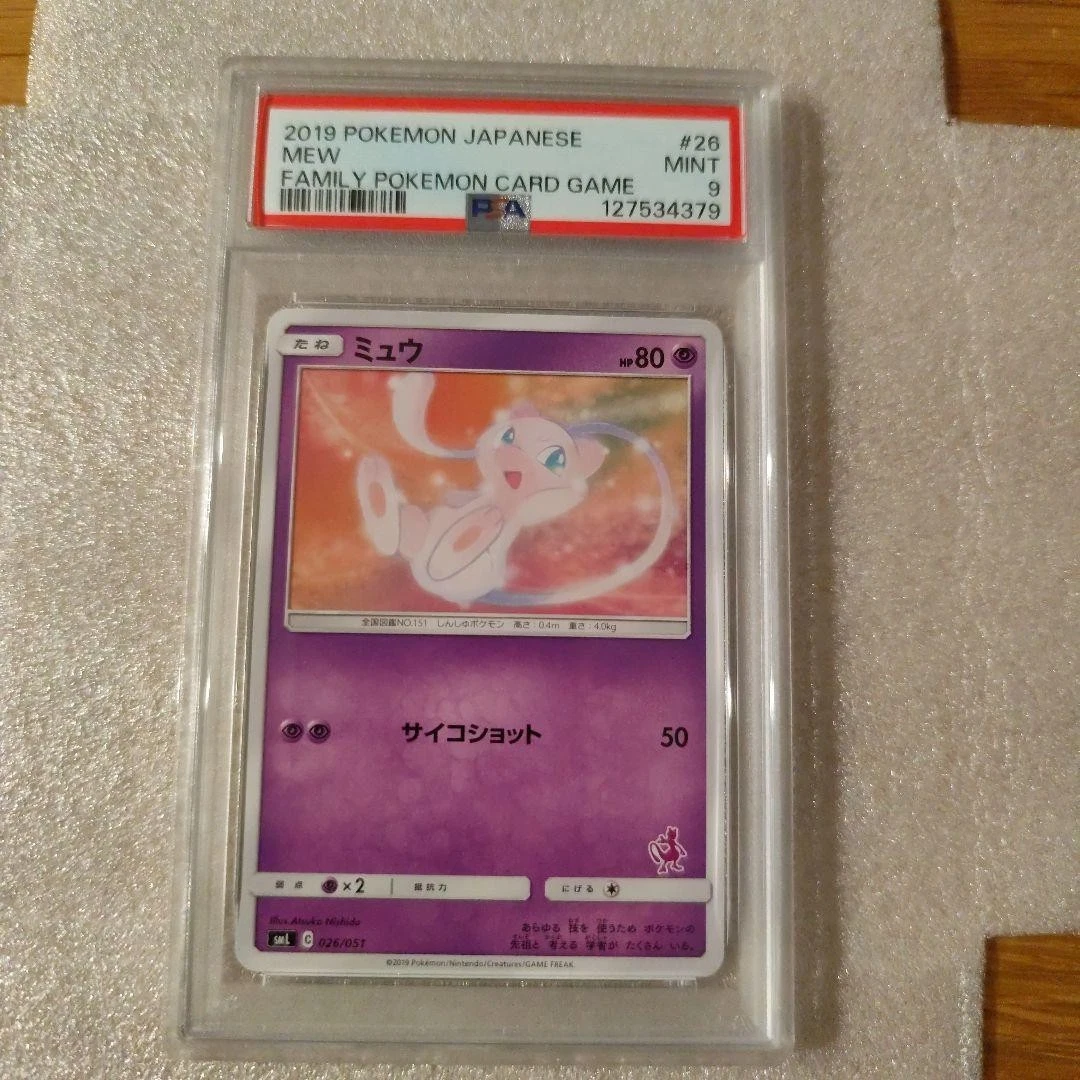 2019 POKEMON JAPANESE #26
MEW MINT
FAMILY POKEMON CARD GAME 9
PSA 127534379
たね ミュウ HP80
全国図鑑NO.151 しんしゅポケモン 高さ:0.4m 重さ:4.0kg
サイコショット 50
弱点 ×2 抵抗力 にげる
Illus. Atsuko Nishida
SML C 026/051
あらゆる 技を 使うため ポケモンの
先祖と 考える 学者が たくさん いる。
©2019 Pokémon/Nintendo/Creatures/GAME FREAK.